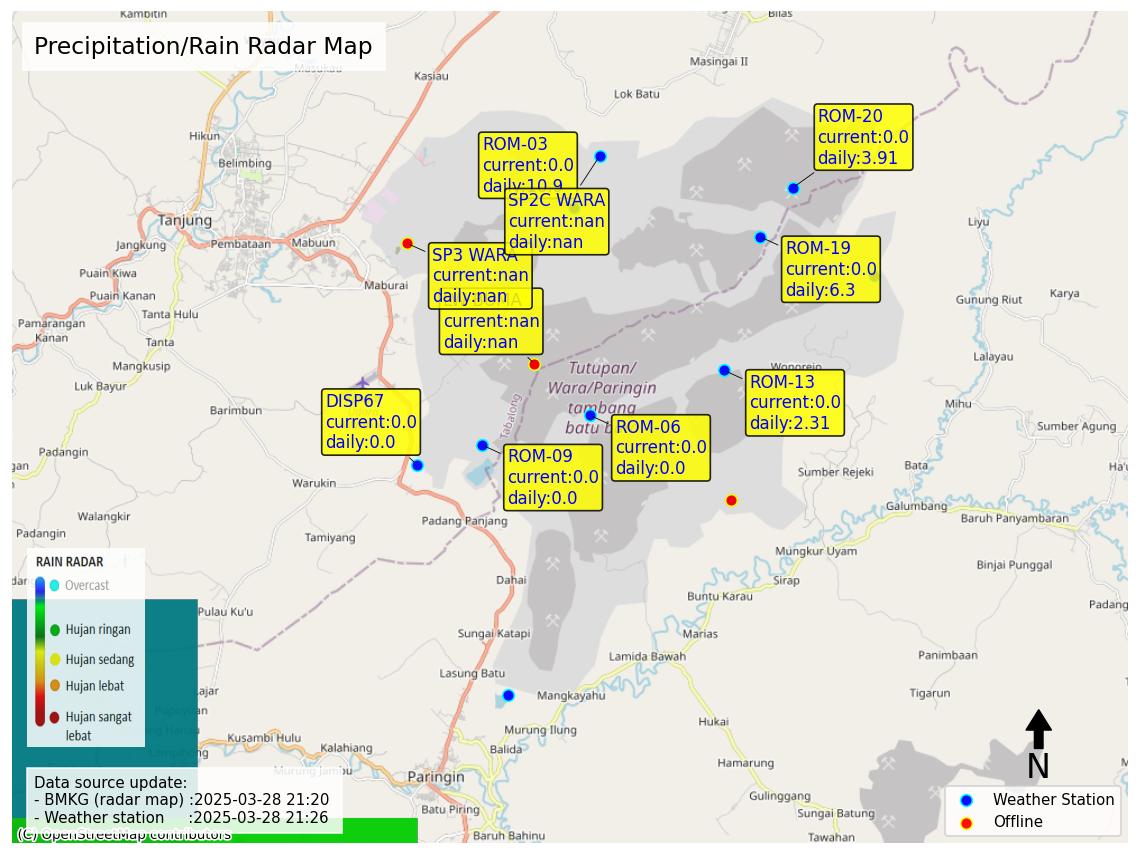 Precipitation/Rain Radar Map
Kambitin
Bilas
Masingai II
Masukau
Kasiau
Lok Batu
Hikun
Belimbing
Tanjung
Jangkung
Pembataan
Mabuun
Puain Kiwa
Puain Kanan
Maburai
Tanta Hulu
Pamarangan
Kanan
Tanta
Mangkusip
Luk Bayur
Barimbun
ROM-03
current:0.0
daily:10.9
SP2C WARA
current:nan
daily:nan
SP3 WARA
current:nan
daily:nan
current:nan
daily:nan
ROM-20
current:0.0
daily:3.91
ROM-19
current:0.0
daily:6.3
Liyu
Gunung Riut
Karya
Lalayau
Wonorejo
Mihu
Tutupan/
Wara/Paringin
tambang
batu b
Tabalong
ROM-13
current:0.0
daily:2.31
DISP67
current:0.0
daily:0.0
ROM-06
current:0.0
daily:0.0
ROM-09
current:0.0
daily:0.0
Sumber Agung
Bata
Sumber Rejeki
Galumbang
Baruh Panyambaran
Padangin
Warukin
Walangkir
Padangin
Tamiyang
Padang Panjang
Mungkur Uyam
Binjai Punggal
Dahai
Sirap
Buntu Karau
Padang
Pulau Ku'u
Sungai Katapi
Marias
Lamida Bawah
Panimbaan
Lasung Batu
Mangkayahu
Tigarun
Murung Ilung
Hukai
Kusambi Hulu
Kalahiang
Balida
Hamarung
Murung Jambu
Paringin
Gulinggang
Batu Piring
Sungai Batung
Baruh Bahinu
Tawahan
RAIN RADAR
Overcast
Hujan ringan
Hujan sedang
Hujan lebat
Hujan sangat
lebat
Data source update:
- BMKG (radar map) :2025-03-28 21:20
- Weather station :2025-03-28 21:26
(C) OpenStreetMap contributors
N
Weather Station
Offline